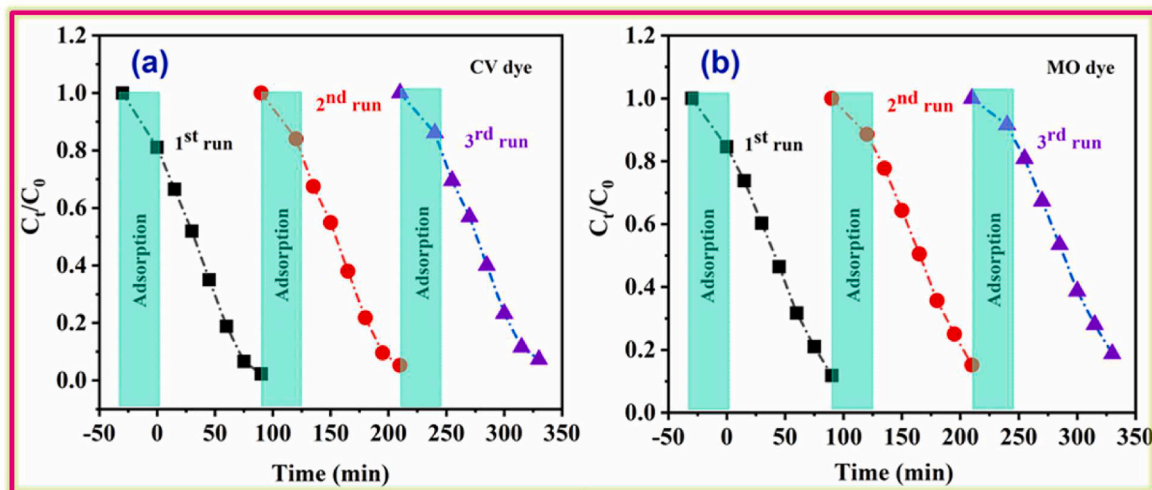 (a)
CV dye
1st run
2nd run
3rd run
Adsorption
Adsorption
Adsorption
Ct/C0
1.2
1.0
0.8
0.6
0.4
0.2
0.0
-50 0 50 100 150 200 250 300 350
Time (min)
(b)
MO dye
1st run
2nd run
3rd run
Adsorption
Adsorption
Adsorption
Ct/C0
1.2
1.0
0.8
0.6
0.4
0.2
0.0
-50 0 50 100 150 200 250 300 350
Time (min)